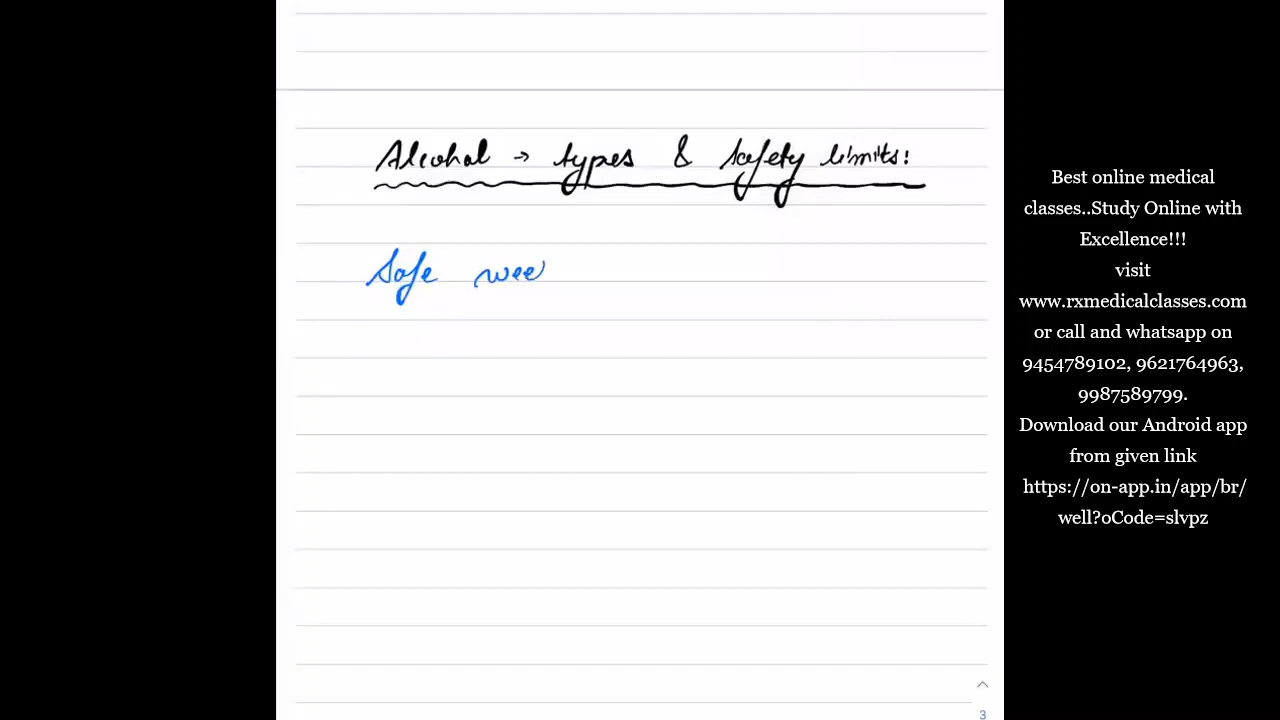 Alcohol → types & safety limits:
Safe wee
Best online medical
classes..Study Online with
Excellence!!!
visit
www.rxmedicalclasses.com
or call and whatsapp on
9454789102, 9621764963,
9987589799.
Download our Android app
from given link
https://on-app.in/app/br/
well?oCode=slvpz
3